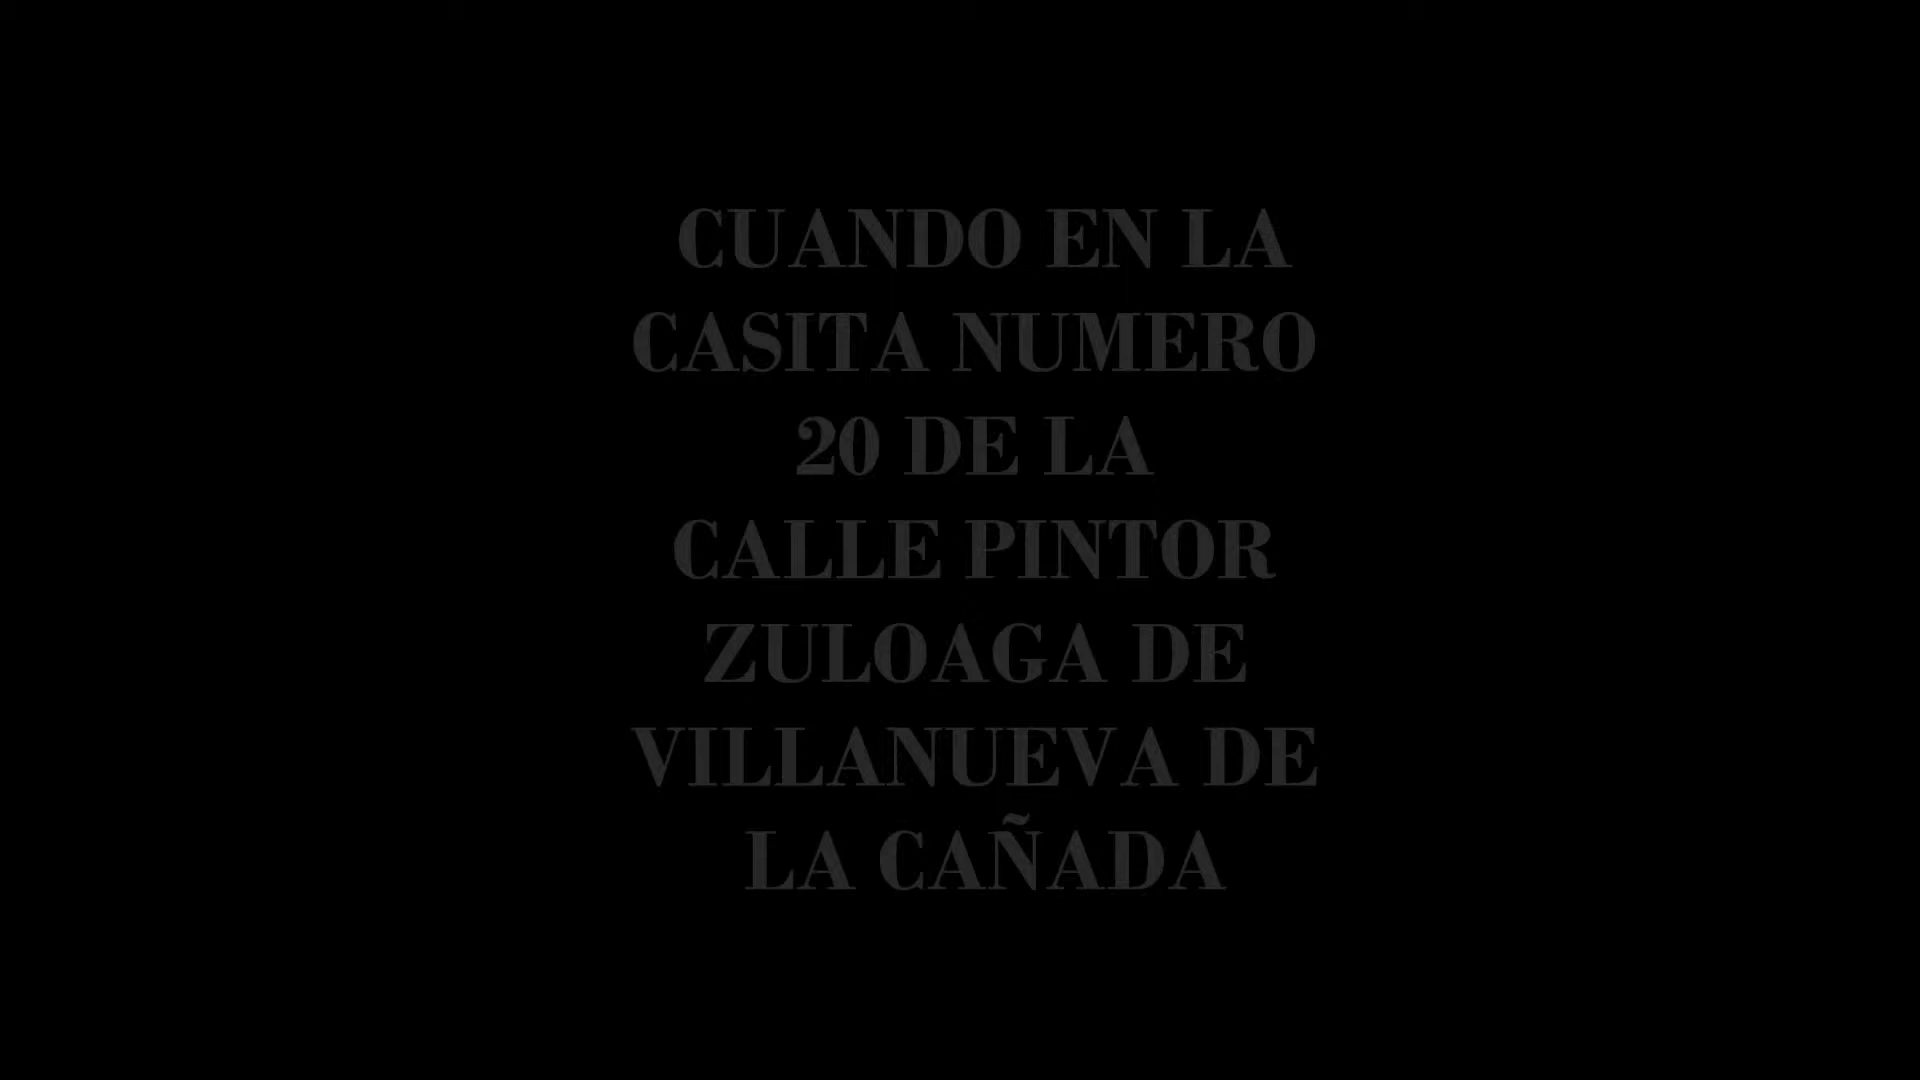 CUANDO EN LA
CASITA NUMERO
20 DE LA
CALLE PINTOR
ZULOAGA DE
VILLANUEVA DE
LA CAÑADA